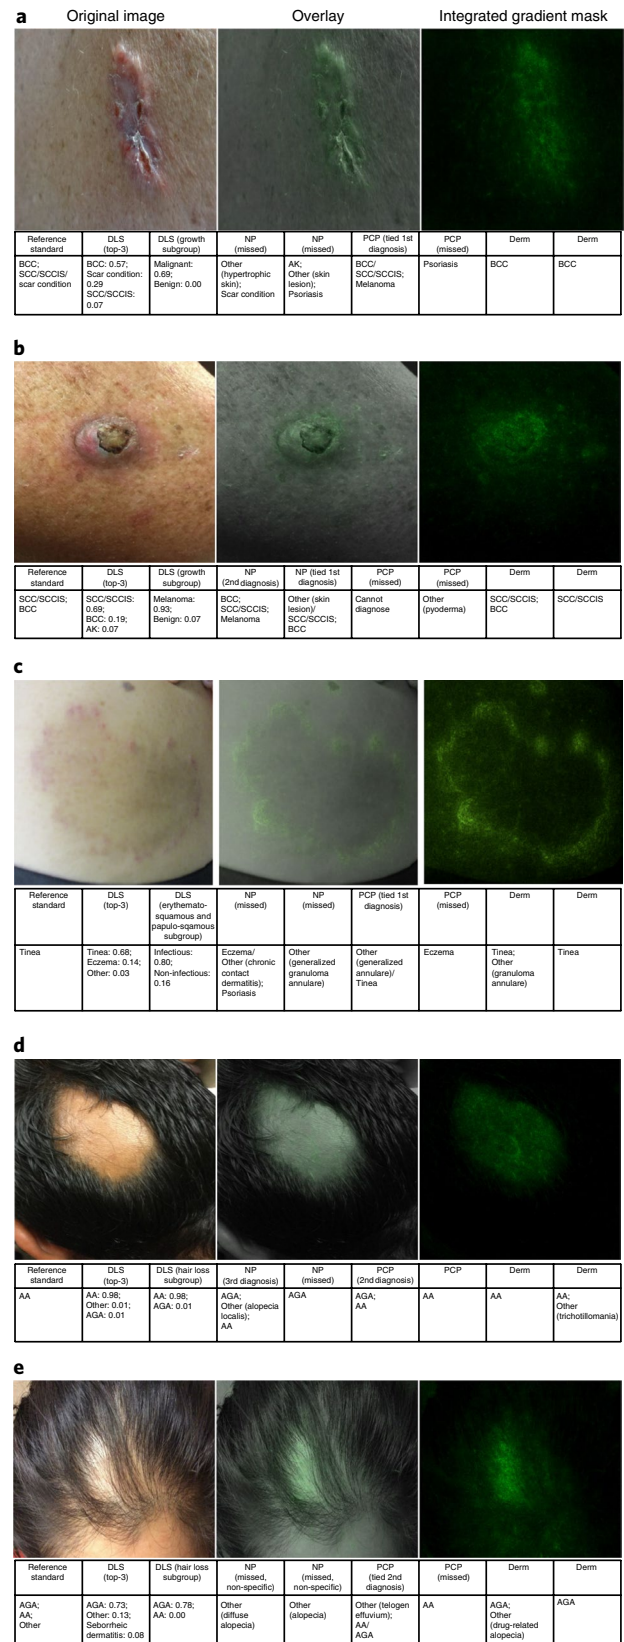 a
Original image Overlay Integrated gradient mask
Reference standard DLS (top-3) DLS (growth subgroup) NP (missed) NP (missed) PCP (tied 1st diagnosis) PCP (missed) Derm Derm
BCC; SCC/SCCIS/ scar condition
BCC: 0.57; Scar condition: 0.29 SCC/SCCIS: 0.07
Malignant: 0.69; Benign: 0.00
Other (hypertrophic skin); Scar condition
AK; Other (skin lesion); Psoriasis
BCC/ SCC/SCCIS; Melanoma
Psoriasis
BCC
BCC
b
Reference standard DLS (top-3) DLS (growth subgroup) NP (2nd diagnosis) NP (tied 1st diagnosis) PCP (missed) PCP (missed) Derm Derm
SCC/SCCIS; BCC
SCC/SCCIS: 0.69; BCC: 0.19; AK: 0.07
Melanoma: 0.93; Benign: 0.07
BCC; SCC/SCCIS; Melanoma
Other (skin lesion)/ SCC/SCCIS; BCC
Cannot diagnose
Other (pyoderma)
SCC/SCCIS; BCC
SCC/SCCIS
c
Reference standard DLS (top-3) DLS (erythemato- squamous and papulo-sqamous subgroup) NP (missed) NP (missed) PCP (tied 1st diagnosis) PCP (missed) Derm Derm
Tinea
Tinea: 0.68; Eczema: 0.14; Other: 0.03
Infectious: 0.80; Non-infectious: 0.16
Eczema/ Other (chronic contact dermatitis); Psoriasis
Other (generalized granuloma annulare)
Other (generalized annulare)/ Tinea
Eczema
Tinea; Other (granuloma annulare)
Tinea
d
Reference standard DLS (top-3) DLS (hair loss subgroup) NP (3rd diagnosis) NP (missed) PCP (2nd diagnosis) PCP Derm Derm
AA
AA: 0.98; Other: 0.01; AGA: 0.01
AA: 0.98; AGA: 0.01
AGA; Other (alopecia localis); AA
AGA
AGA; AA
AA
AA
AA; Other (trichotillomania)
e
Reference standard DLS (top-3) DLS (hair loss subgroup) NP (missed, non-specific) NP (missed, non-specific) PCP (tied 2nd diagnosis) PCP (missed) Derm Derm
AGA; AA; Other
AGA: 0.73; Other: 0.13; Seborrheic dermatitis: 0.08
AGA: 0.78; AA: 0.00
Other (diffuse alopecia)
Other (alopecia)
Other (telogen effuvium); AA/ AGA
AA
AGA; Other (drug-related alopecia)
AGA